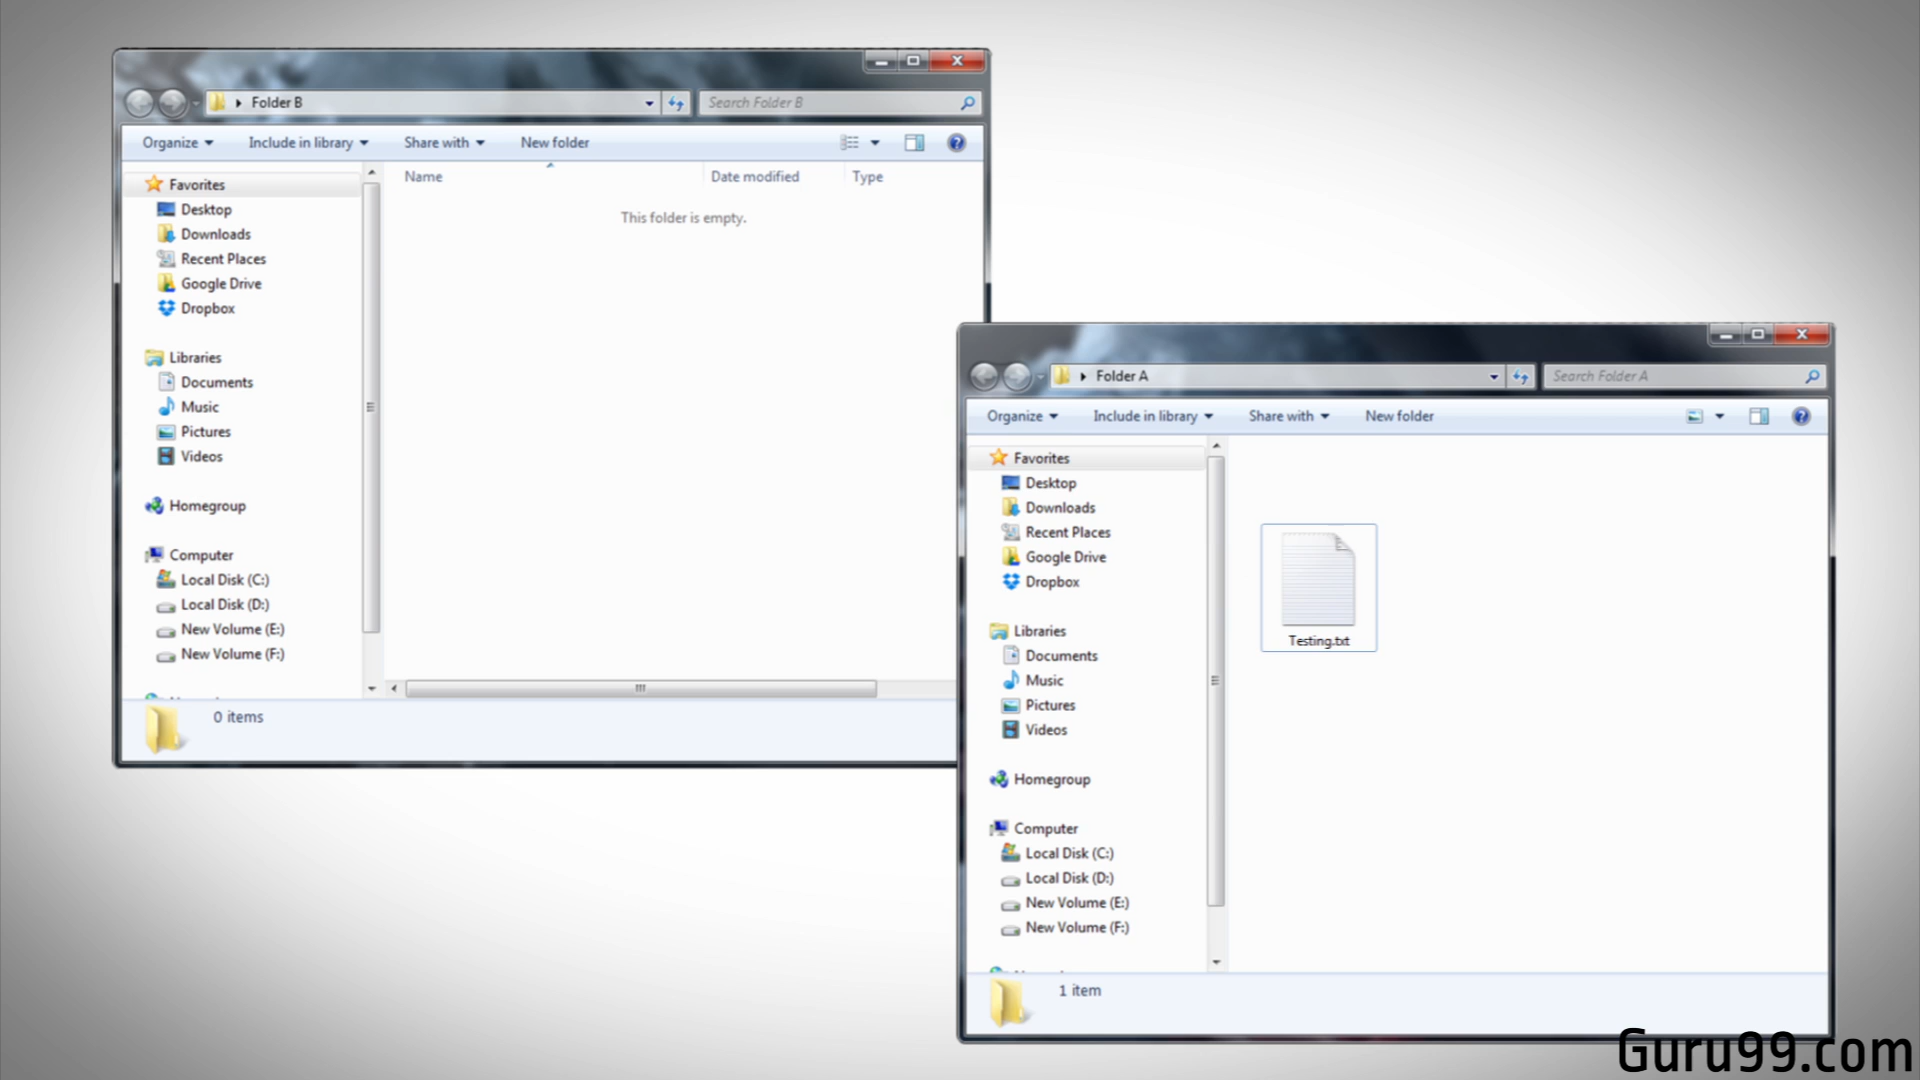 Folder B
Search Folder B
Organize
Include in library
Share with
New folder
Name
Date modified
Type
This folder is empty.
Favorites
Desktop
Downloads
Recent Places
Google Drive
Dropbox
Libraries
Documents
Music
Pictures
Videos
Homegroup
Computer
Local Disk (C:)
Local Disk (D:)
New Volume (E:)
New Volume (F:)
0 items
Folder A
Search Folder A
Organize
Include in library
Share with
New folder
Favorites
Desktop
Downloads
Recent Places
Google Drive
Dropbox
Libraries
Documents
Music
Pictures
Videos
Homegroup
Computer
Local Disk (C:)
Local Disk (D:)
New Volume (E:)
New Volume (F:)
Testing.txt
1 item
Guru99.com